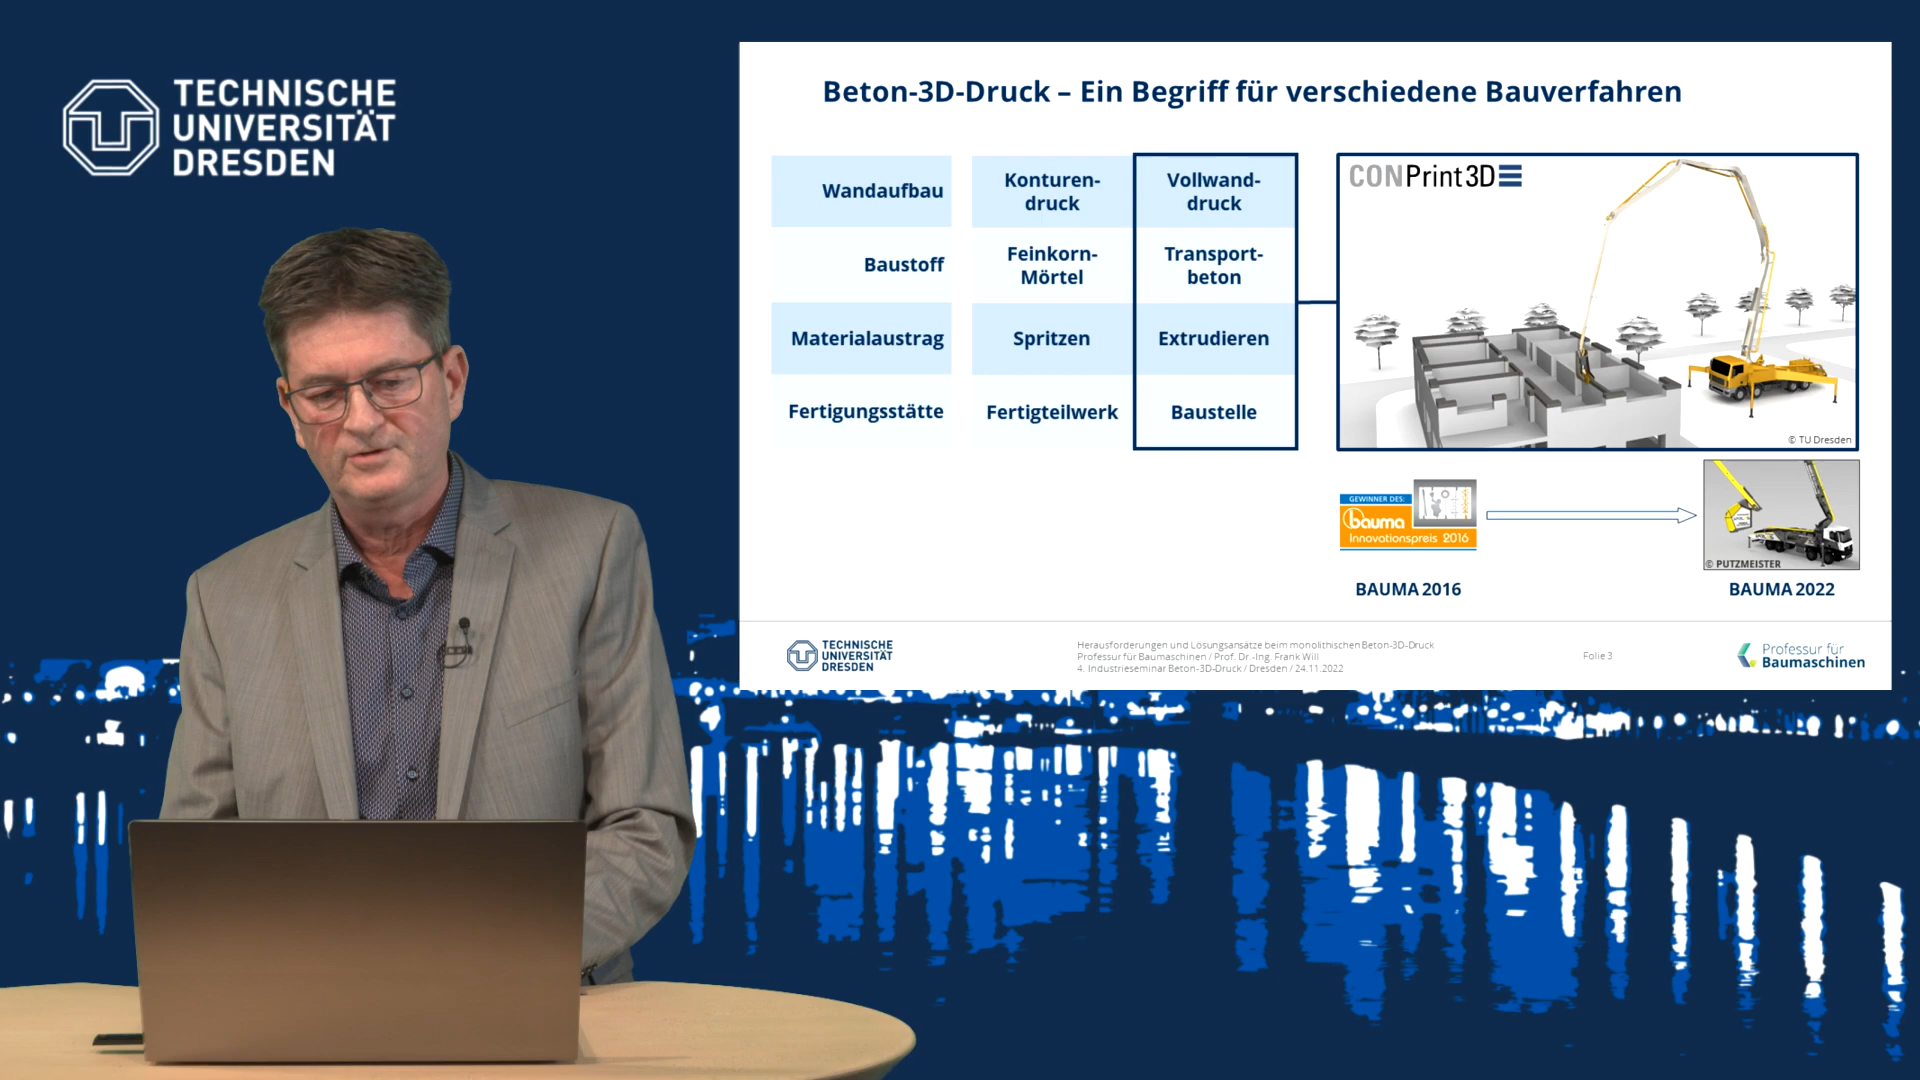 TECHNISCHE
UNIVERSITÄT
DRESDEN
Beton-3D-Druck – Ein Begriff für verschiedene Bauverfahren
Wandaufbau
Konturen-
druck
Vollwand-
druck
Baustoff
Feinkorn-
Mörtel
Transport-
beton
Materialaustrag
Spritzen
Extrudieren
Fertigungsstätte
Fertigteilwerk
Baustelle
CONPrint3D
© TU Dresden
GEWINNER DES:
bauma
Innovationspreis 2016
BAUMA 2016
© PUTZMEISTER
BAUMA 2022
TECHNISCHE
UNIVERSITÄT
DRESDEN
Herausforderungen und Lösungsansätze beim monolithischen Beton-3D-Druck
Professur für Baumaschinen / Prof. Dr.-Ing. Frank Will
4. Industrieseminar Beton-3D-Druck / Dresden / 24.11.2022
Folie 3
Professur für
Baumaschinen